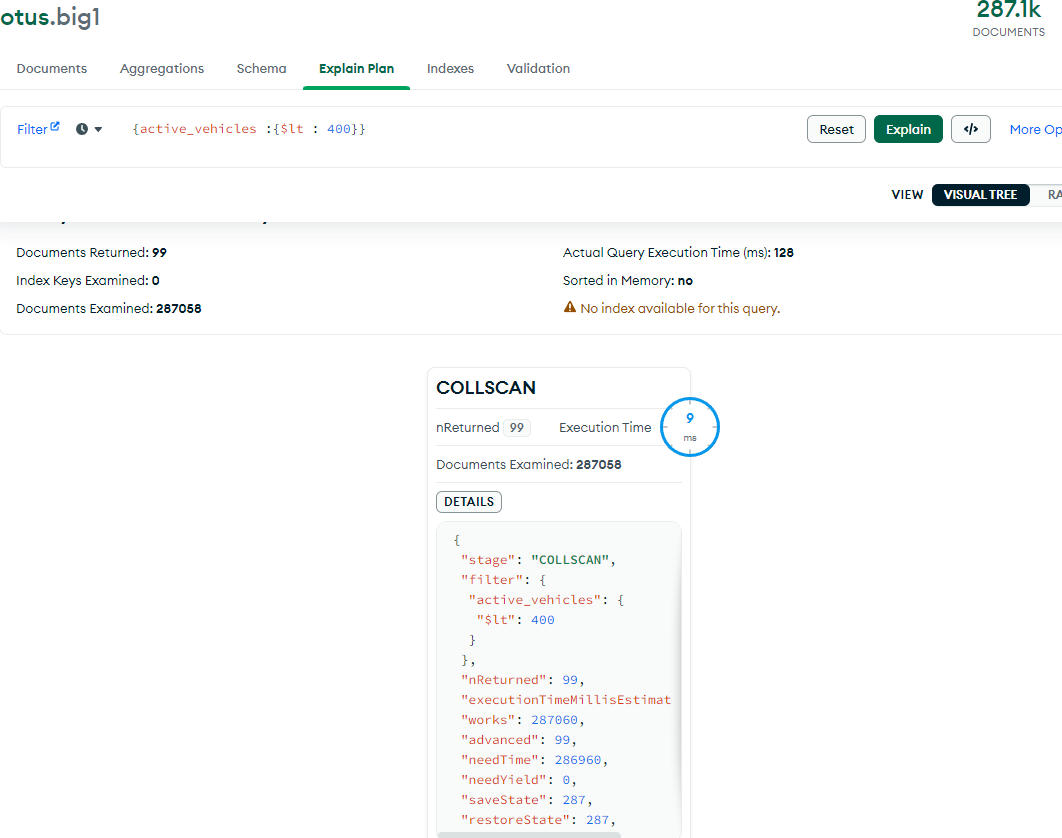 otus.big1
287.1k
DOCUMENTS
Documents Aggregations Schema Explain Plan Indexes Validation
Filter {active_vehicles :{$lt : 400}} Reset Explain </> More Op
VIEW VISUAL TREE RA
Documents Returned: 99
Index Keys Examined: 0
Documents Examined: 287058
Actual Query Execution Time (ms): 128
Sorted in Memory: no
No index available for this query.
COLLSCAN
nReturned 99 Execution Time 9 ms
Documents Examined: 287058
DETAILS
{
"stage": "COLLSCAN",
"filter": {
"active_vehicles": {
"$lt": 400
}
},
"nReturned": 99,
"executionTimeMillisEstimat
"works": 287060,
"advanced": 99,
"needTime": 286960,
"needYield": 0,
"saveState": 287,
"restoreState": 287,